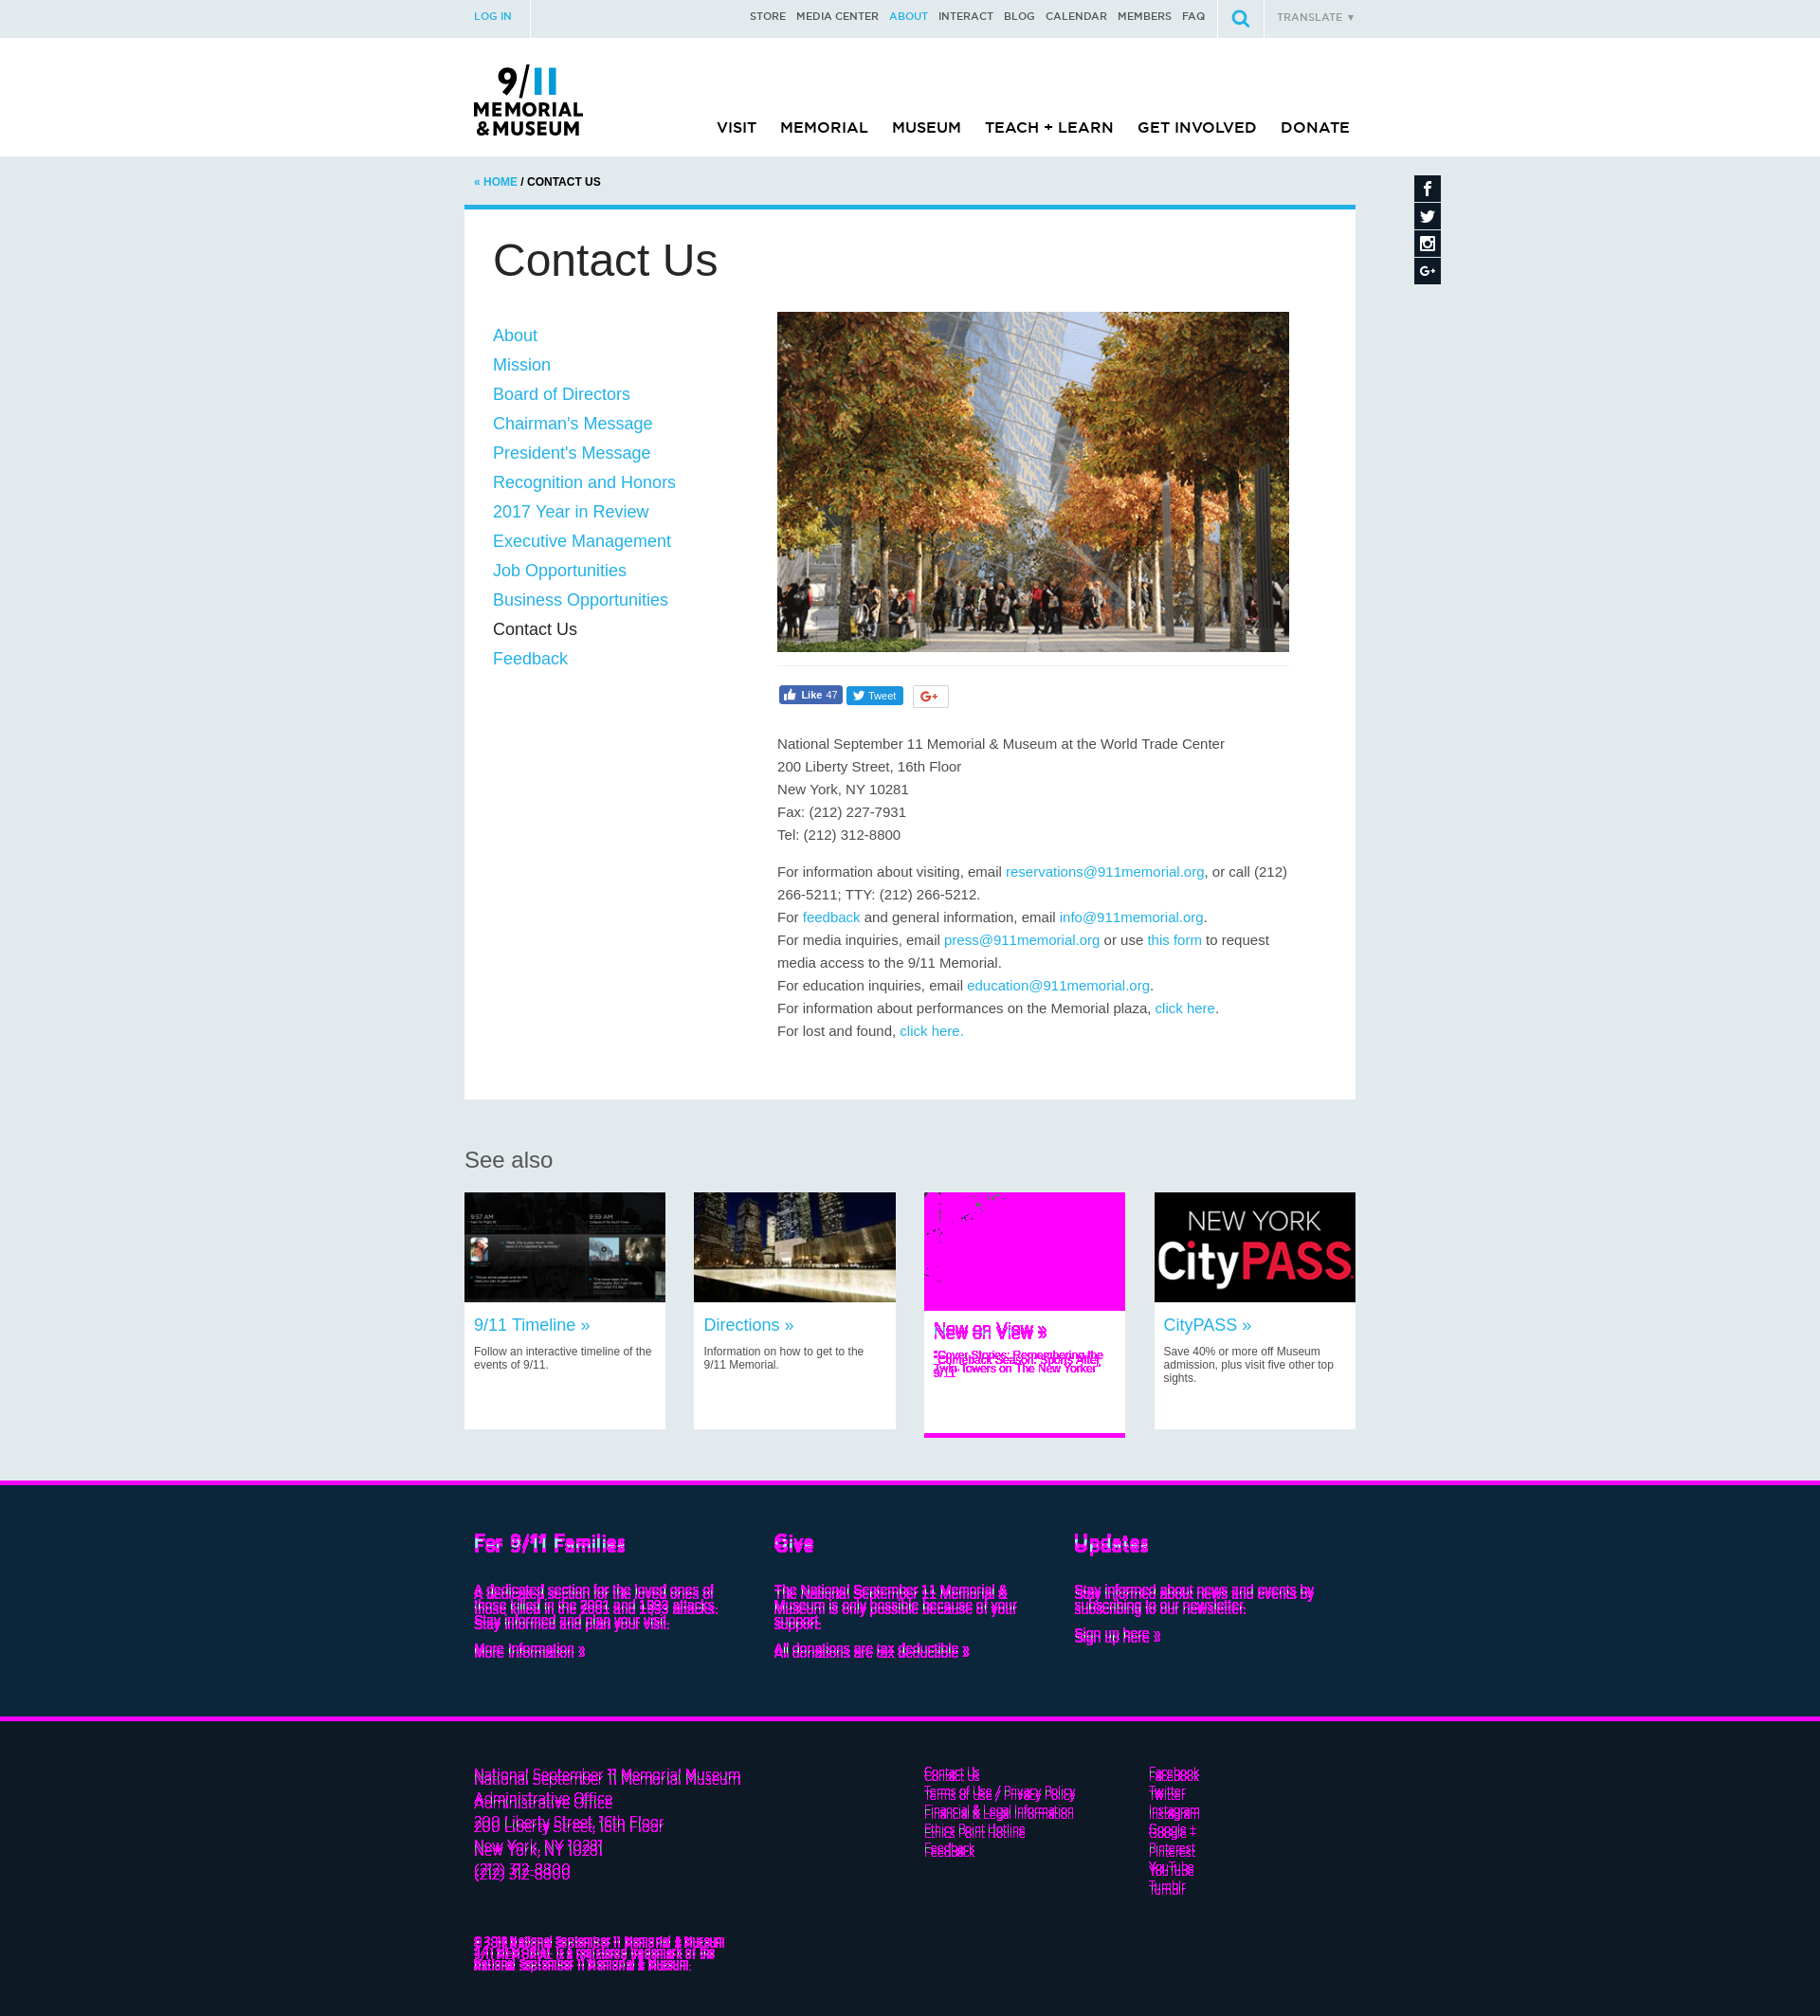 LOG IN
STORE MEDIA CENTER ABOUT INTERACT BLOG CALENDAR MEMBERS FAQ
TRANSLATE ▼
9/11
MEMORIAL
&MUSEUM
VISIT MEMORIAL MUSEUM TEACH + LEARN GET INVOLVED DONATE
« HOME / CONTACT US
Contact Us
About
Mission
Board of Directors
Chairman's Message
President's Message
Recognition and Honors
2017 Year in Review
Executive Management
Job Opportunities
Business Opportunities
Contact Us
Feedback
Like 47
Tweet
G+
National September 11 Memorial & Museum at the World Trade Center
200 Liberty Street, 16th Floor
New York, NY 10281
Fax: (212) 227-7931
Tel: (212) 312-8800
For information about visiting, email reservations@911memorial.org, or call (212)
266-5211; TTY: (212) 266-5212.
For feedback and general information, email info@911memorial.org.
For media inquiries, email press@911memorial.org or use this form to request
media access to the 9/11 Memorial.
For education inquiries, email education@911memorial.org.
For information about performances on the Memorial plaza, click here.
For lost and found, click here.
See also
9:57 AM
9:59 AM
NEW YORK
CityPASS
9/11 Timeline »
Follow an interactive timeline of the
events of 9/11.
Directions »
Information on how to get to the
9/11 Memorial.
New on View »
"Cover Stories: Remembering the
Twin Towers on The New Yorker"
"Comeback Season: Sports After
9/11"
CityPASS »
Save 40% or more off Museum
admission, plus visit five other top
sights.
For 9/11 Families
A dedicated section for the loved ones of
those killed in the 2001 and 1993 attacks.
Stay informed and plan your visit.
More Information »
Give
The National September 11 Memorial &
Museum is only possible because of your
support.
All donations are tax deductible »
Updates
Stay informed about news and events by
subscribing to our newsletter.
Sign up here »
National September 11 Memorial Museum
Administrative Office
200 Liberty Street, 16th Floor
New York, NY 10281
(212) 312-8800
Contact Us
Terms of Use / Privacy Policy
Financial & Legal Information
Ethics Point Hotline
Feedback
Facebook
Twitter
Instagram
Google +
Pinterest
YouTube
Tumblr
National September 11 Memorial & Museum
9/11 MEMORIAL is a registered trademark of the
National September 11 Memorial & Museum.